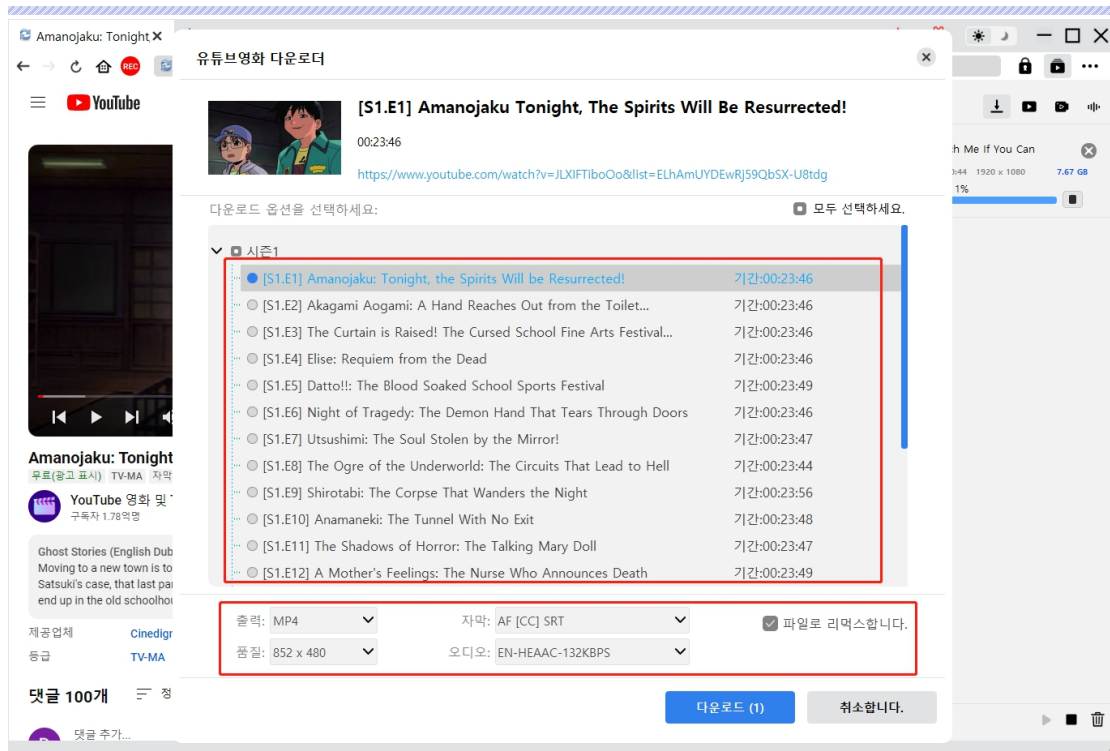 Amanojaku: Tonight
REC
YouTube
유튜브영화 다운로더
[S1.E1] Amanojaku Tonight, The Spirits Will Be Resurrected!
00:23:46
https://www.youtube.com/watch?v=JLXIFTiboOo&list=ELhAmUYDEwRj59QbSX-U8tdg
다운로드 옵션을 선택하세요:
모두 선택하세요.
시즌1
[S1.E1] Amanojaku: Tonight, the Spirits Will be Resurrected! 기간:00:23:46
[S1.E2] Akagami Aogami: A Hand Reaches Out from the Toilet... 기간:00:23:46
[S1.E3] The Curtain is Raised! The Cursed School Fine Arts Festival... 기간:00:23:46
[S1.E4] Elise: Requiem from the Dead 기간:00:23:46
[S1.E5] Datto!!: The Blood Soaked School Sports Festival 기간:00:23:49
[S1.E6] Night of Tragedy: The Demon Hand That Tears Through Doors 기간:00:23:46
[S1.E7] Utsushimi: The Soul Stolen by the Mirror! 기간:00:23:47
[S1.E8] The Ogre of the Underworld: The Circuits That Lead to Hell 기간:00:23:44
[S1.E9] Shirotabi: The Corpse That Wanders the Night 기간:00:23:56
[S1.E10] Anamaneki: The Tunnel With No Exit 기간:00:23:48
[S1.E11] The Shadows of Horror: The Talking Mary Doll 기간:00:23:47
[S1.E12] A Mother's Feelings: The Nurse Who Announces Death 기간:00:23:49
출력: MP4
자막: AF [CC] SRT
파일로 리먹스합니다.
품질: 852 x 480
오디오: EN-HEAAC-132KBPS
다운로드 (1)
취소합니다.
Amanojaku: Tonight
무료(광고 표시) TV-MA 자막
YouTube 영화 및
구독자 1.78억명
Ghost Stories (English Dub
Moving to a new town is to
Satsuki's case, that last pa
end up in the old schoolho
제공업체 Cinedig
등급 TV-MA
댓글 100개 정
댓글 추가...
h Me If You Can
0:44 1920 x 1080 7.67 GB
1%